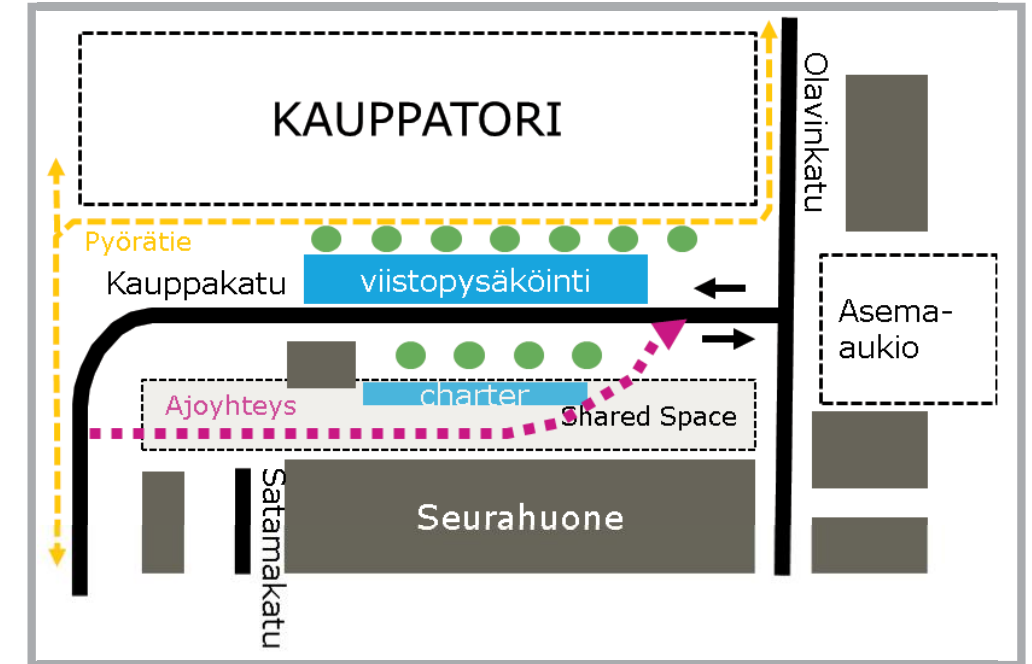 KAUPPATORI
Olavinkatu
Pyörätie
Kauppakatu
viistopysäköinti
Asema-
aukio
charter
Ajoyhteys
Shared Space
Satamakatu
Seurahuone